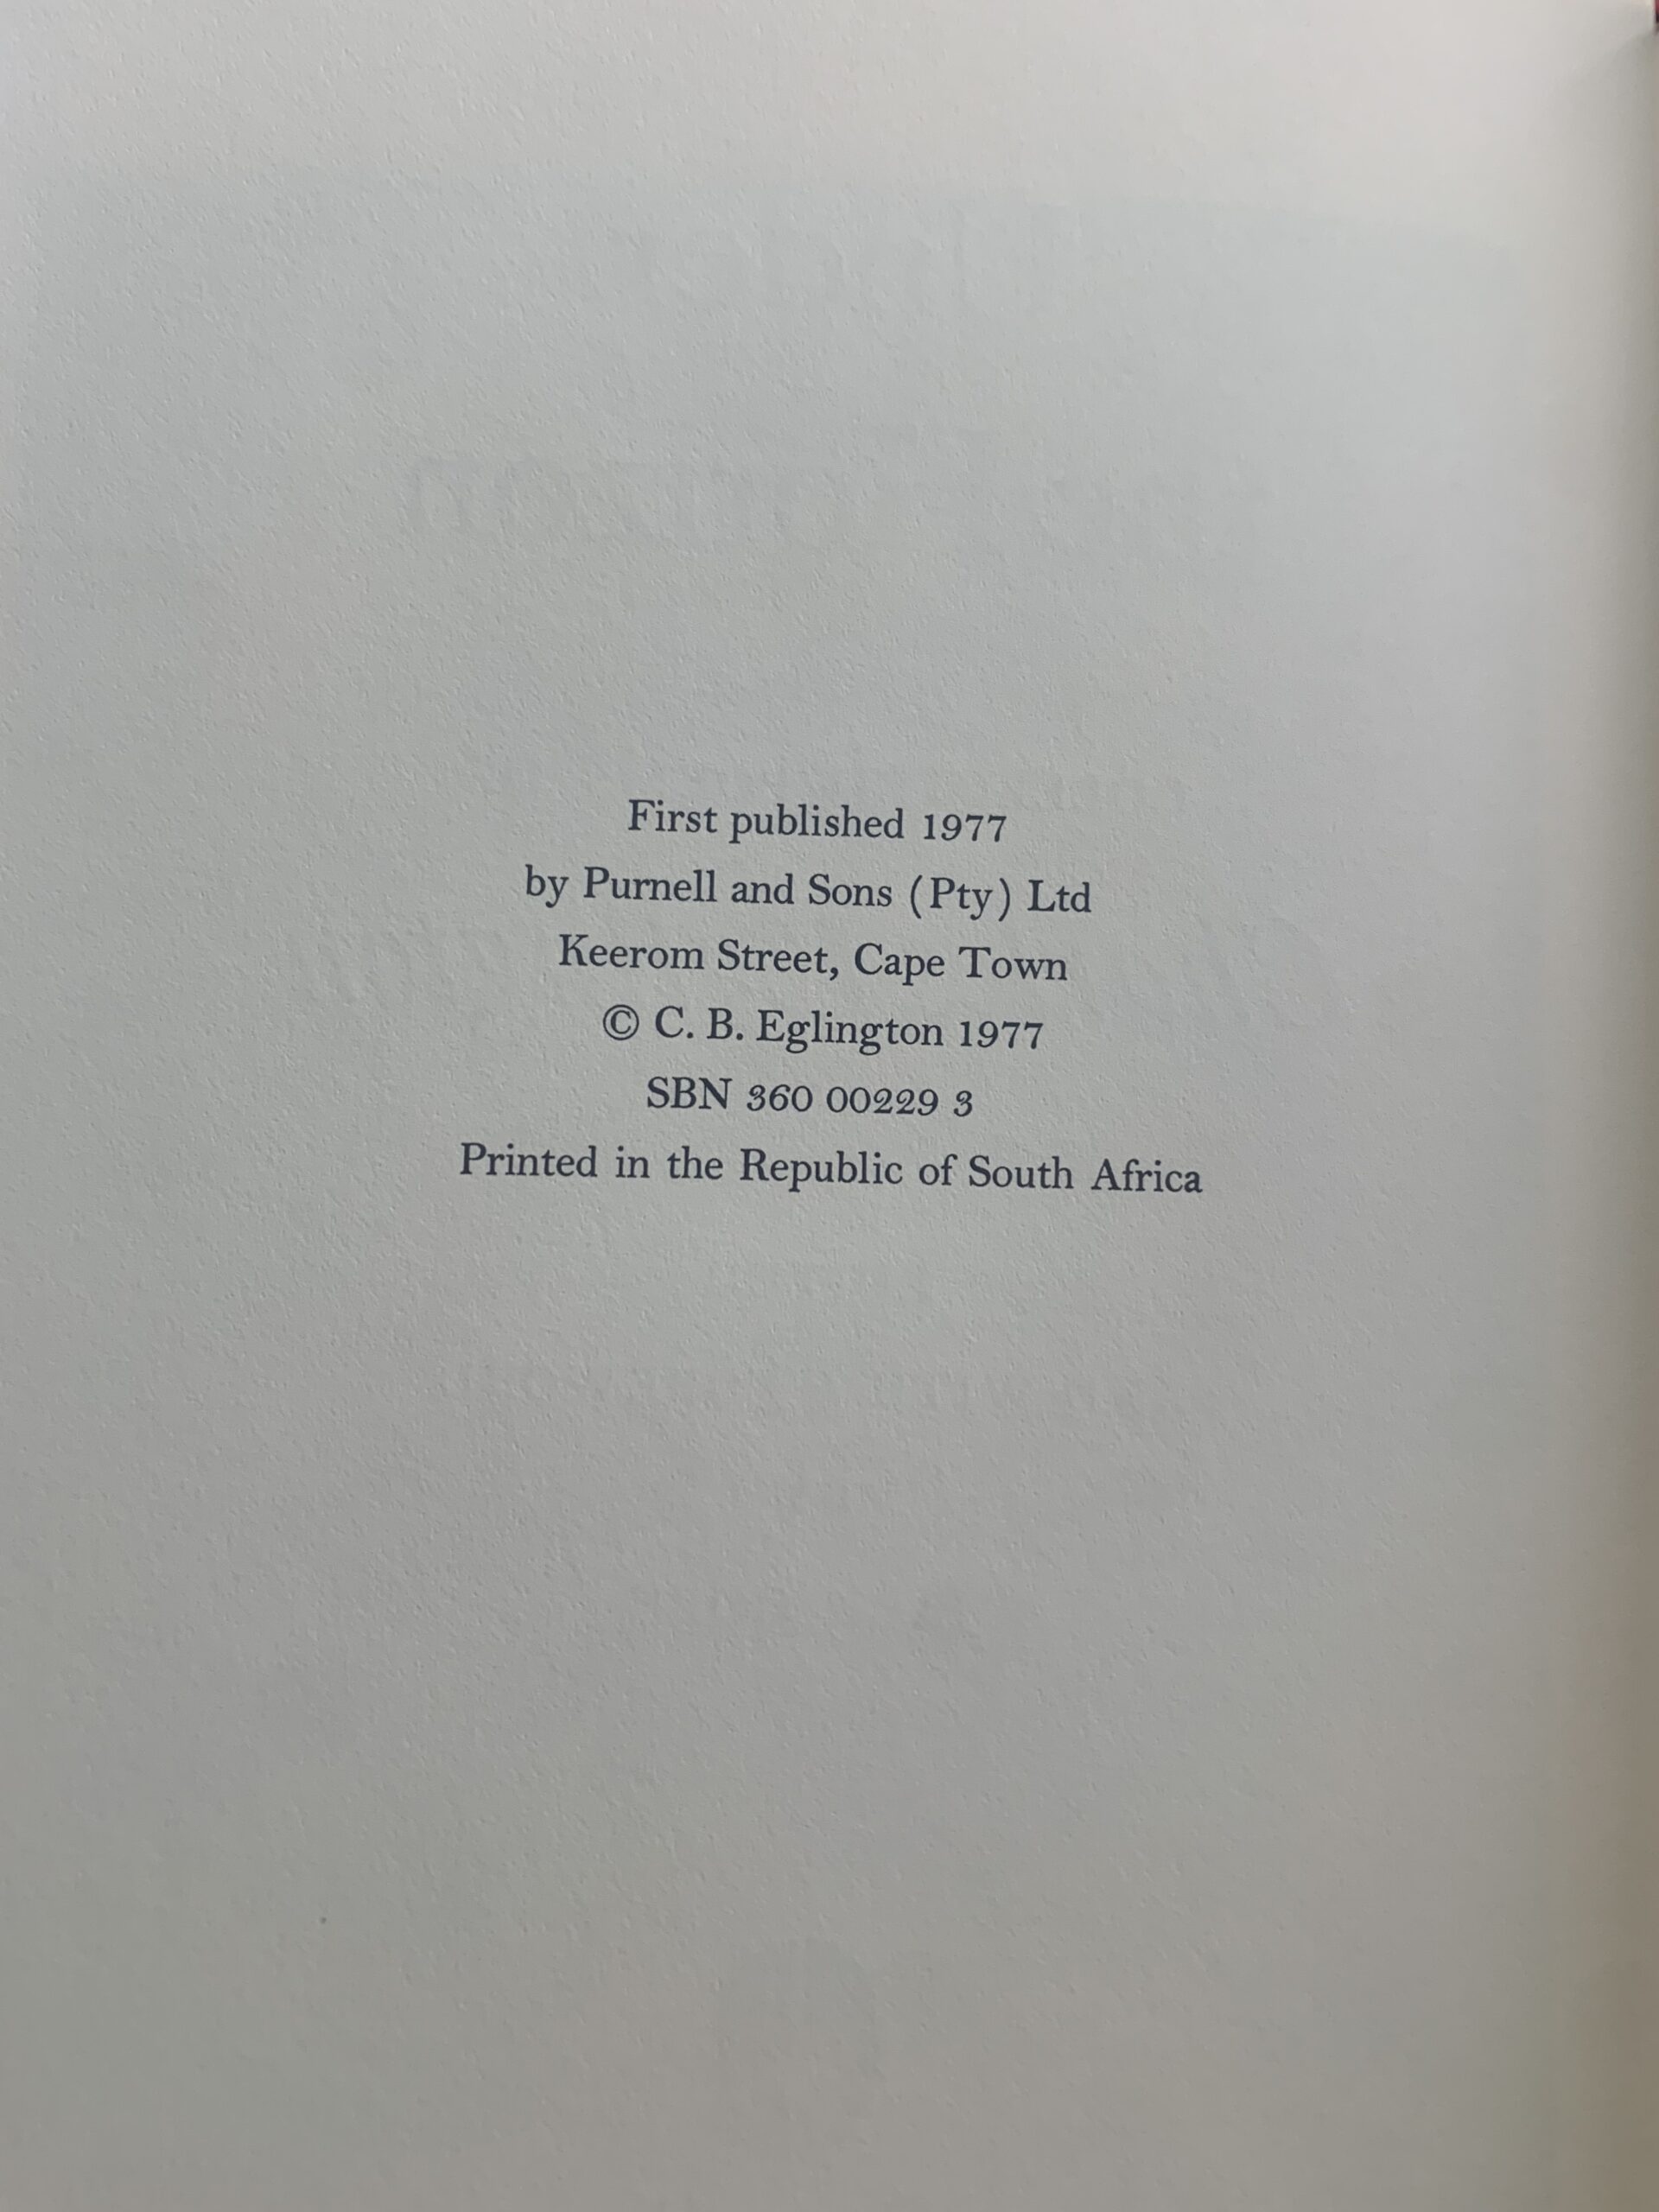 First published 1977
by Purnell and Sons (Pty) Ltd
Keerom Street, Cape Town
© C. B. Eglington 1977
SBN 360 00229 3
Printed in the Republic of South Africa